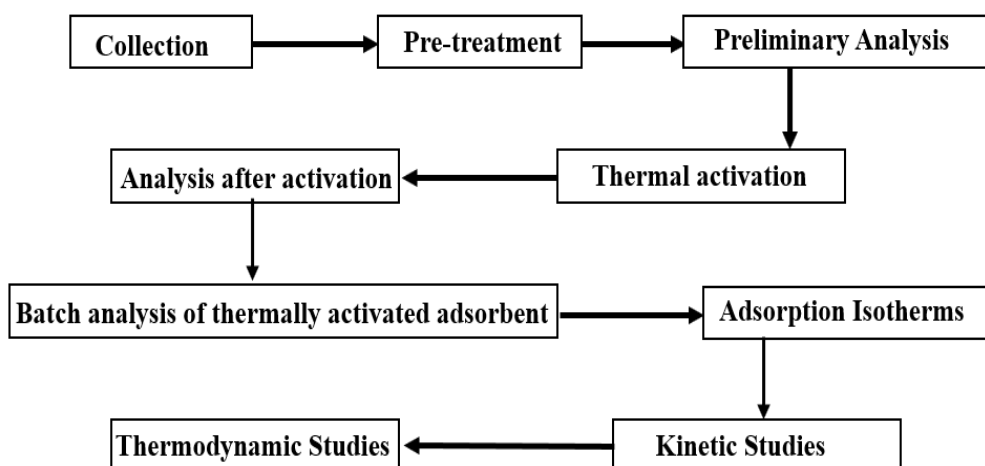 Collection
Pre-treatment
Preliminary Analysis
Thermal activation
Analysis after activation
Batch analysis of thermally activated adsorbent
Adsorption Isotherms
Kinetic Studies
Thermodynamic Studies